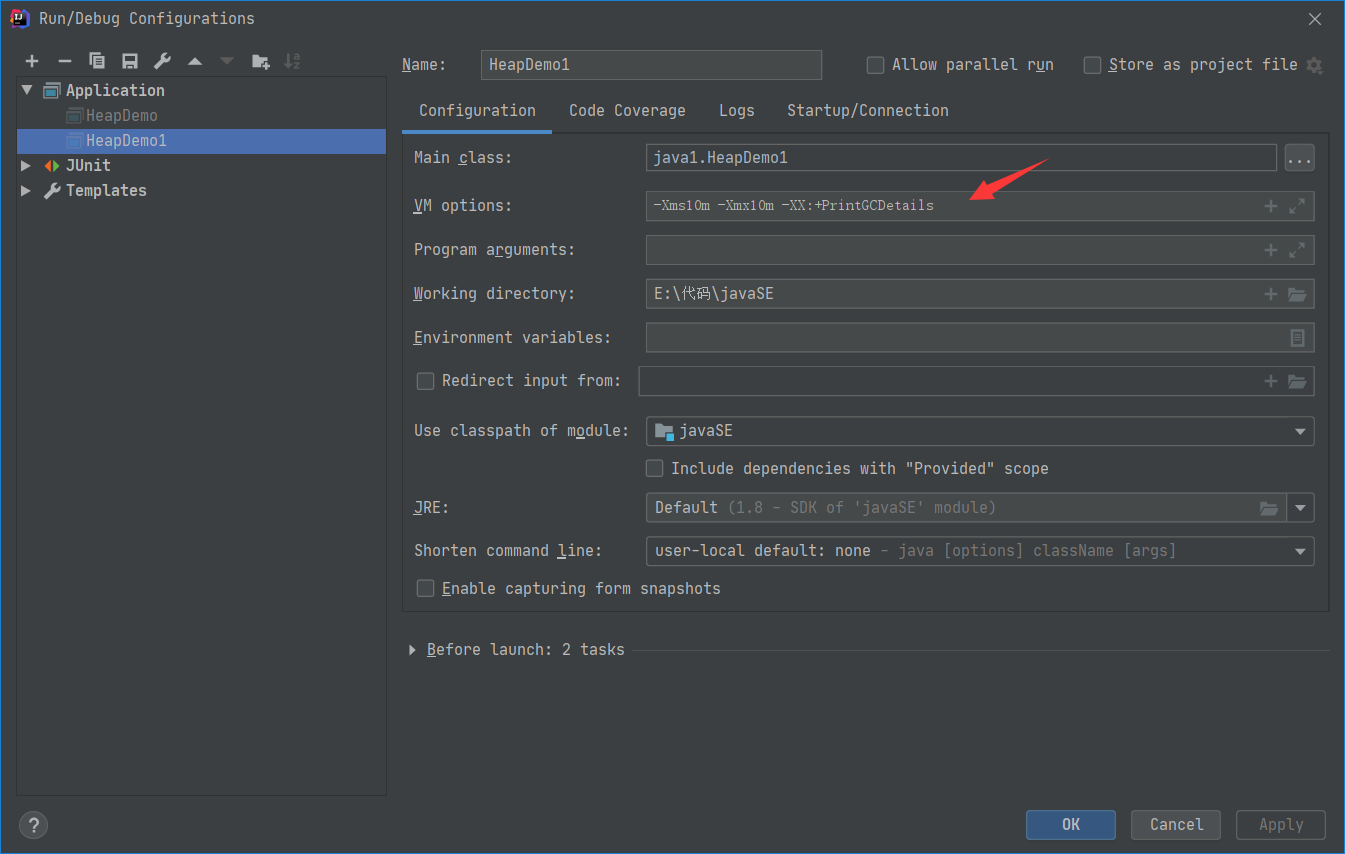 Run/Debug Configurations
Name: HeapDemo1 Allow parallel run Store as project file
Application
HeapDemo
HeapDemo1
JUnit
Templates
Configuration Code Coverage Logs Startup/Connection
Main class: java1.HeapDemo1 ...
VM options: -Xms10m -Xmx10m -XX:+PrintGCDetails
Program arguments:
Working directory: E:\代码\javaSE
Environment variables:
Redirect input from:
Use classpath of module: javaSE
Include dependencies with "Provided" scope
JRE: Default (1.8 - SDK of 'javaSE' module)
Shorten command line: user-local default: none - java [options] className [args]
Enable capturing form snapshots
Before launch: 2 tasks
? OK Cancel Apply